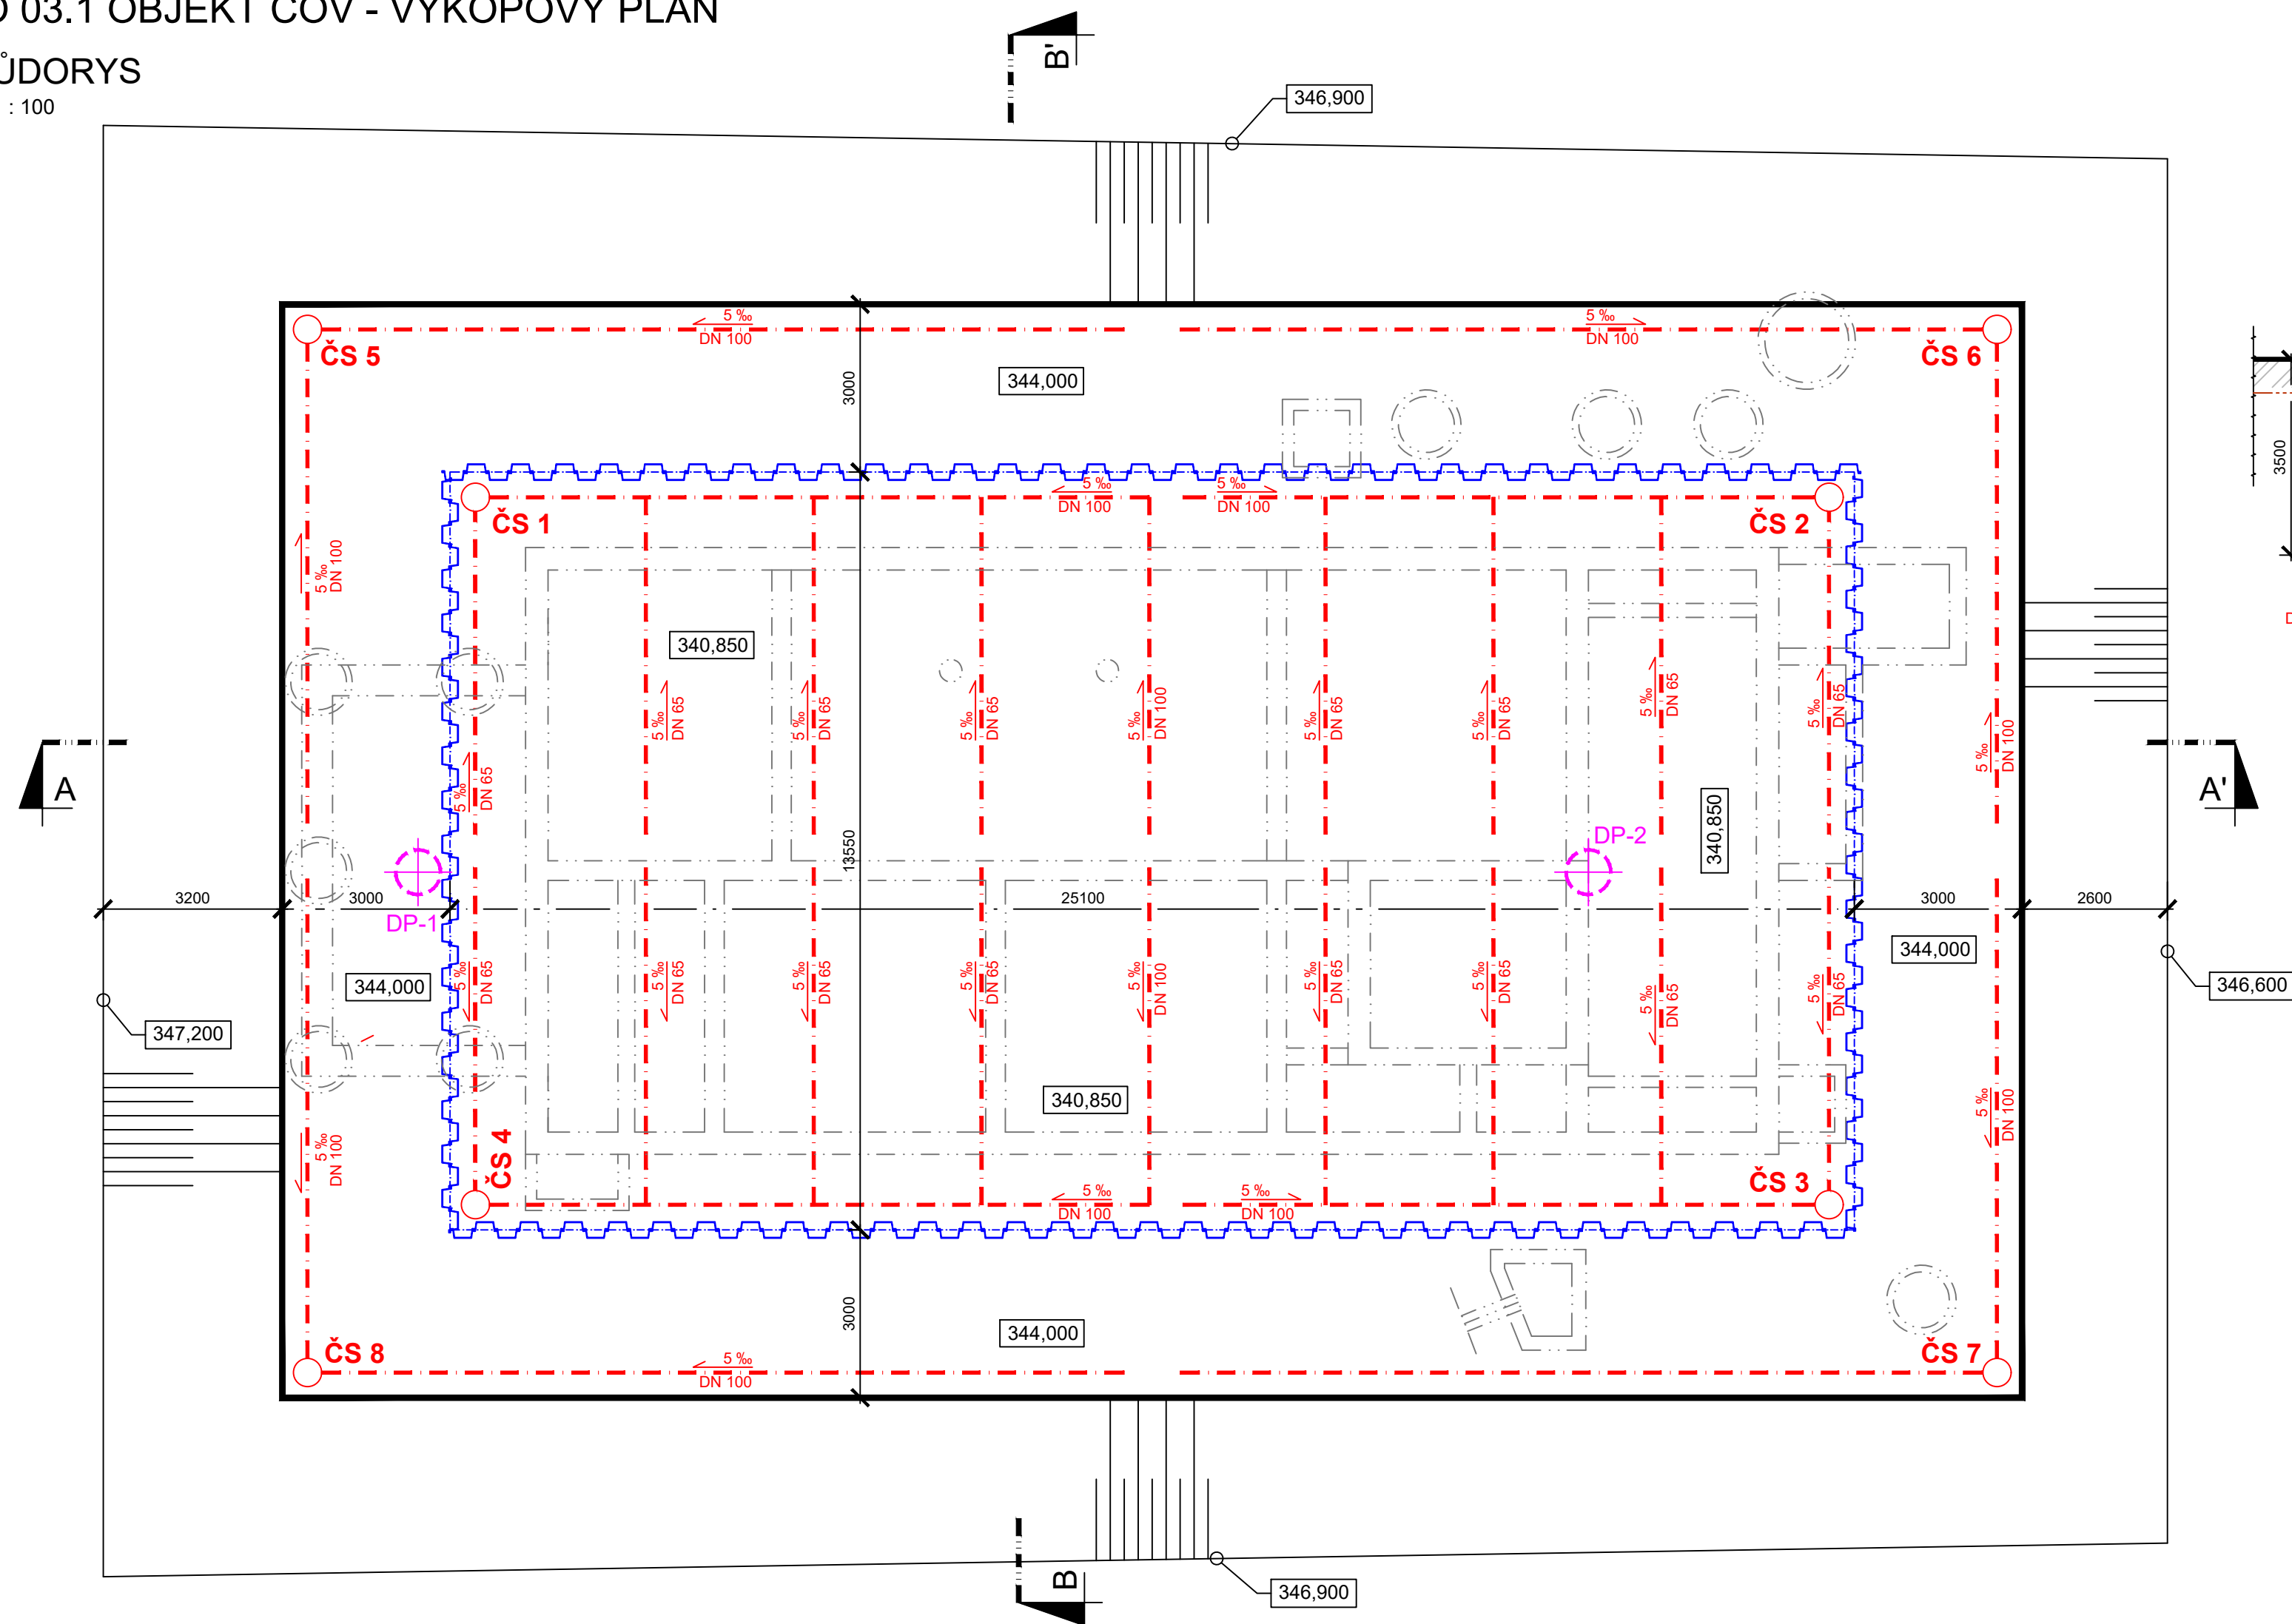 03.1 OBJEKT ČOV - VÝKOPOVÝ PLÁN
ŮDORYS
: 100
B'
346,900
5 ‰
DN 100
5 ‰
DN 100
ČS 5
ČS 6
344,000
3000
3500
5 ‰
DN 100
5 ‰
DN 100
ČS 1
ČS 2
5 ‰
DN 100
340,850
5 ‰
DN 65
5 ‰
DN 65
5 ‰
DN 65
5 ‰
DN 100
5 ‰
DN 65
5 ‰
DN 65
5 ‰
DN 65
5 ‰
DN 65
5 ‰
DN 100
5 ‰
DN 65
A
A'
340,850
DP-2
13550
3200
3000
25100
3000
2600
DP-1
344,000
344,000
346,600
347,200
5 ‰
DN 65
5 ‰
DN 65
5 ‰
DN 65
5 ‰
DN 65
5 ‰
DN 100
5 ‰
DN 65
5 ‰
DN 65
5 ‰
DN 65
5 ‰
DN 65
340,850
5 ‰
DN 100
5 ‰
DN 100
ČS 4
ČS 3
5 ‰
DN 100
5 ‰
DN 100
3000
344,000
ČS 8
ČS 7
5 ‰
DN 100
B
346,900